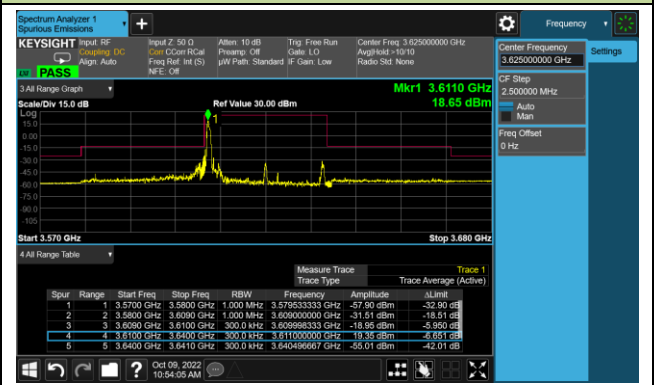 Spectrum Analyzer 1
Spurious Emissions
Frequency
KEYSIGHT
Input: RF
Coupling: DC
Align: Auto
Input Z: 50 Ω
Corr CCorr RCal
Freq Ref: Int (S)
NFE: Off
Atten: 10 dB
Preamp: Off
µW Path: Standard
Trig: Free Run
Gate: LO
IF Gain: Low
Center Freq: 3.625000000 GHz
Avg|Hold:>10/10
Radio Std: None
PASS
Center Frequency
3.625000000 GHz
Settings
CF Step
2.500000 MHz
Auto
Man
Freq Offset
0 Hz
3 All Range Graph
Mkr1 3.6110 GHz
Scale/Div 15.0 dB
Ref Value 30.00 dBm
18.65 dBm
Log
1
15.0
0.00
-15.0
-30.0
-45.0
-60.0
-75.0
-90.0
-105
Start 3.570 GHz
Stop 3.680 GHz
4 All Range Table
Measure Trace Trace 1
Trace Type Trace Average (Active)
Spur Range Start Freq Stop Freq RBW Frequency Amplitude ΔLimit
1 1 3.5700 GHz 3.5800 GHz 1.000 MHz 3.579533333 GHz -57.90 dBm -32.90 dB
2 2 3.5800 GHz 3.6090 GHz 1.000 MHz 3.609000000 GHz -31.51 dBm -18.51 dB
3 3 3.6090 GHz 3.6100 GHz 300.0 kHz 3.609998333 GHz -18.95 dBm -5.950 dB
4 4 3.6100 GHz 3.6400 GHz 300.0 kHz 3.611000000 GHz 19.35 dBm -6.651 dB
5 5 3.6400 GHz 3.6410 GHz 300.0 kHz 3.640496667 GHz -55.01 dBm -42.01 dB
Oct 09, 2022
10:54:05 AM